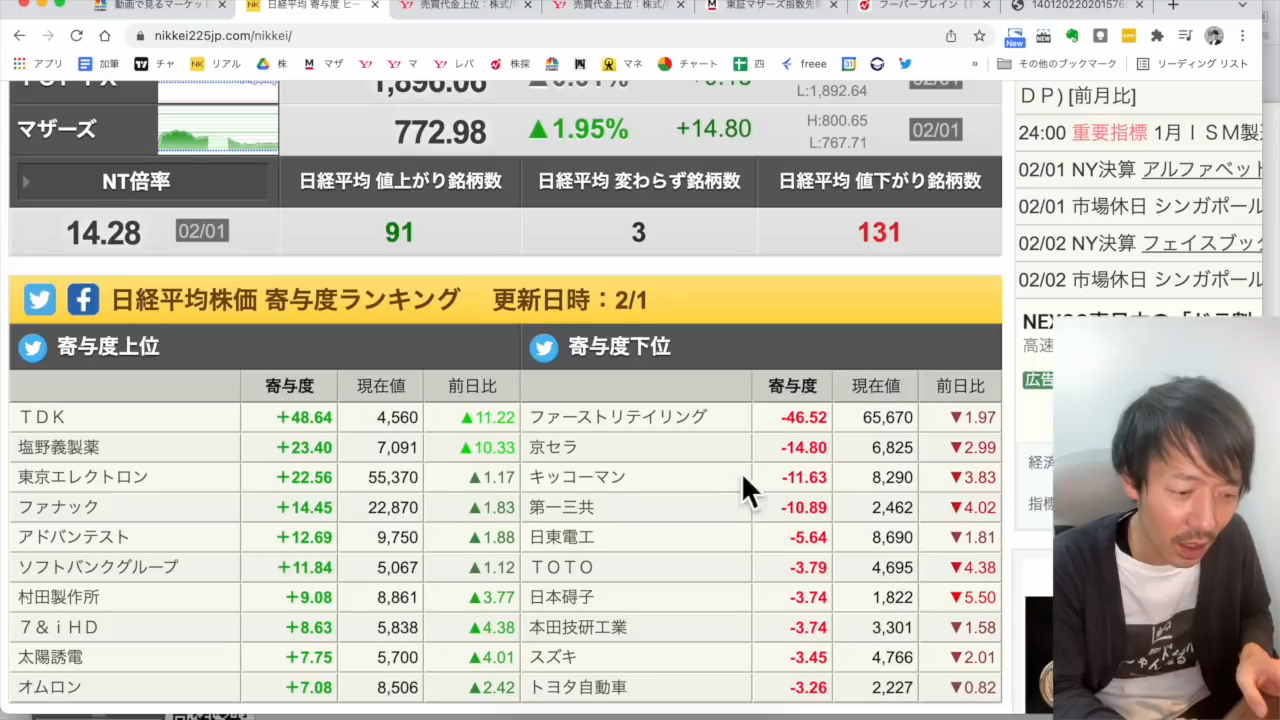 動画で見るマーケッ
日経平均 寄与度 ヒー
売買代金上位：株式
売買代金上位：株式
東証マザーズ指数先
フーバーブレイン（
nikkei225jp.com/nikkei/
New
アプリ 加筆 チャ リアル 株 マザ マ レバ 株探 マネ チャート 四 freee » その他のブックマーク リーディング リスト
L:1,892.64
マザーズ 772.98 ▲1.95% +14.80 H:800.65 L:767.71 02/01
NT倍率 日経平均 値上がり銘柄数 日経平均 変わらず銘柄数 日経平均 値下がり銘柄数
14.28 02/01 91 3 131
日経平均株価 寄与度ランキング 更新日時：2/1
寄与度上位 寄与度下位
寄与度 現在値 前日比 寄与度 現在値 前日比
ＴＤＫ +48.64 4,560 ▲11.22 ファーストリテイリング -46.52 65,670 ▼1.97
塩野義製薬 +23.40 7,091 ▲10.33 京セラ -14.80 6,825 ▼2.99
東京エレクトロン +22.56 55,370 ▲1.17 キッコーマン -11.63 8,290 ▼3.83
ファナック +14.45 22,870 ▲1.83 第一三共 -10.89 2,462 ▼4.02
アドバンテスト +12.69 9,750 ▲1.88 日東電工 -5.64 8,690 ▼1.81
ソフトバンクグループ +11.84 5,067 ▲1.12 ＴＯＴＯ -3.79 4,695 ▼4.38
村田製作所 +9.08 8,861 ▲3.77 日本碍子 -3.74 1,822 ▼5.50
７＆ｉＨＤ +8.63 5,838 ▲4.38 本田技研工業 -3.74 3,301 ▼1.58
太陽誘電 +7.75 5,700 ▲4.01 スズキ -3.45 4,766 ▼2.01
オムロン +7.08 8,506 ▲2.42 トヨタ自動車 -3.26 2,227 ▼0.82
ＤＰ) [前月比]
24:00 重要指標 1月ＩＳＭ製
02/01 NY決算 アルファベット
02/01 市場休日 シンガポール
02/02 NY決算 フェイスブッ
02/02 市場休日 シンガポール
高速
広告
経済
指標